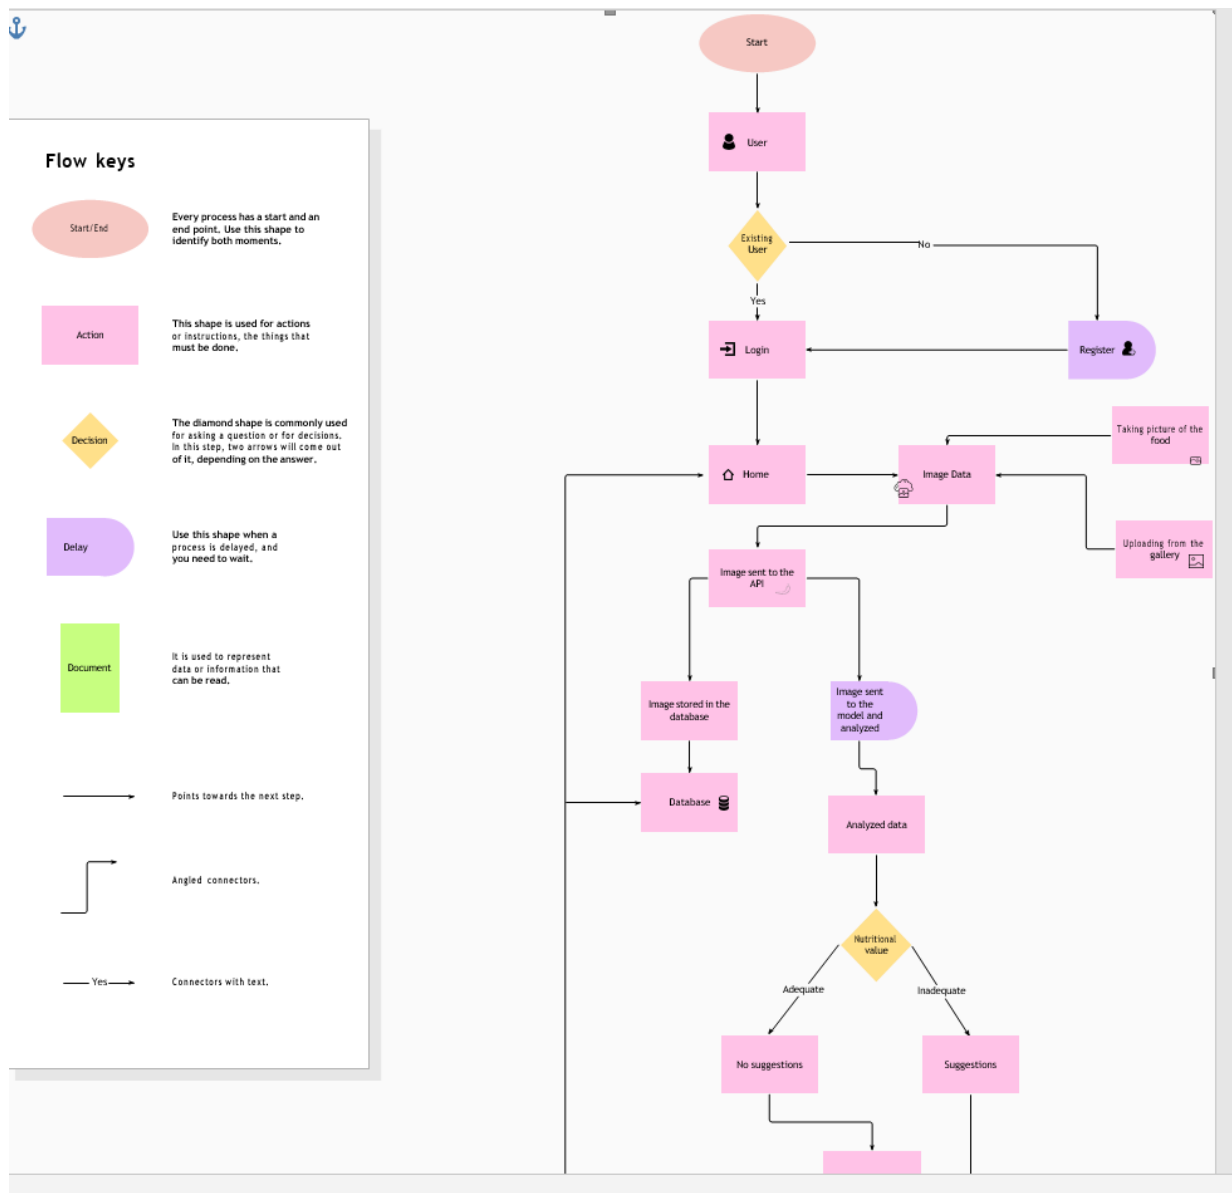 Flow keys
Start/End
Every process has a start and an
end point. Use this shape to
identify both moments.
Action
This shape is used for actions
or instructions, the things that
must be done.
Decision
The diamond shape is commonly used
for asking a question or for decisions.
In this step, two arrows will come out
of it, depending on the answer.
Delay
Use this shape when a
process is delayed, and
you need to wait.
Document
It is used to represent
data or information that
can be read.
Points towards the next step.
Angled connectors.
Yes
Connectors with text.
Start
User
Existing
User
No
Yes
Login
Register
Taking picture of the
food
Home
Image Data
Uploading from the
gallery
Image sent to the
API
Image stored in the
database
Image sent
to the
model and
analyzed
Database
Analyzed data
Nutritional
value
Adequate
Inadequate
No suggestions
Suggestions